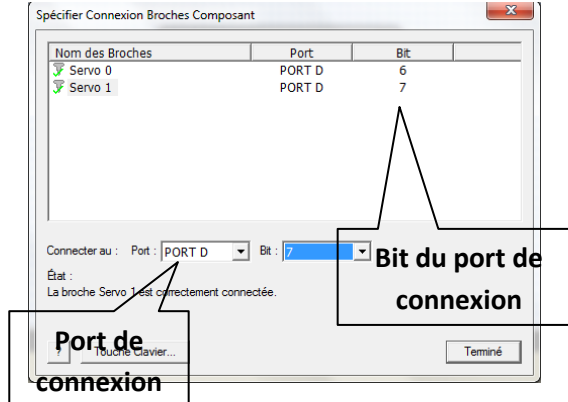 Spécifier Connexion Broches Composant
Nom des Broches Port Bit
Servo 0 PORT D 6
Servo 1 PORT D 7
Connecter au : Port : PORT D Bit : 7
État :
La broche Servo 1 est correctement connectée.
Bit du port de
connexion
Port de
connexion
? Touche Clavier... Terminé